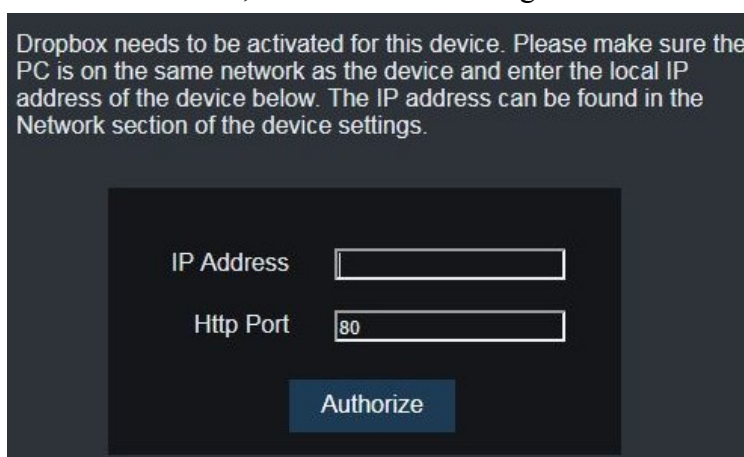 Dropbox needs to be activated for this device. Please make sure the
PC is on the same network as the device and enter the local IP
address of the device below. The IP address can be found in the
Network section of the device settings.
IP Address
Http Port 80
Authorize